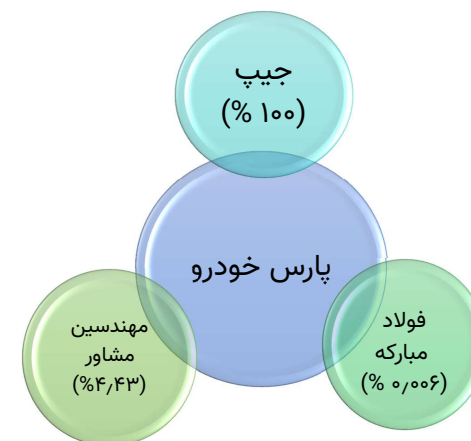 جیپ
(۱۰۰ %)
پارس خودرو
فولاد
مبارکه
(۰٫۰۰۶ %)
مهندسین
مشاور
(%۴٫۴۳)